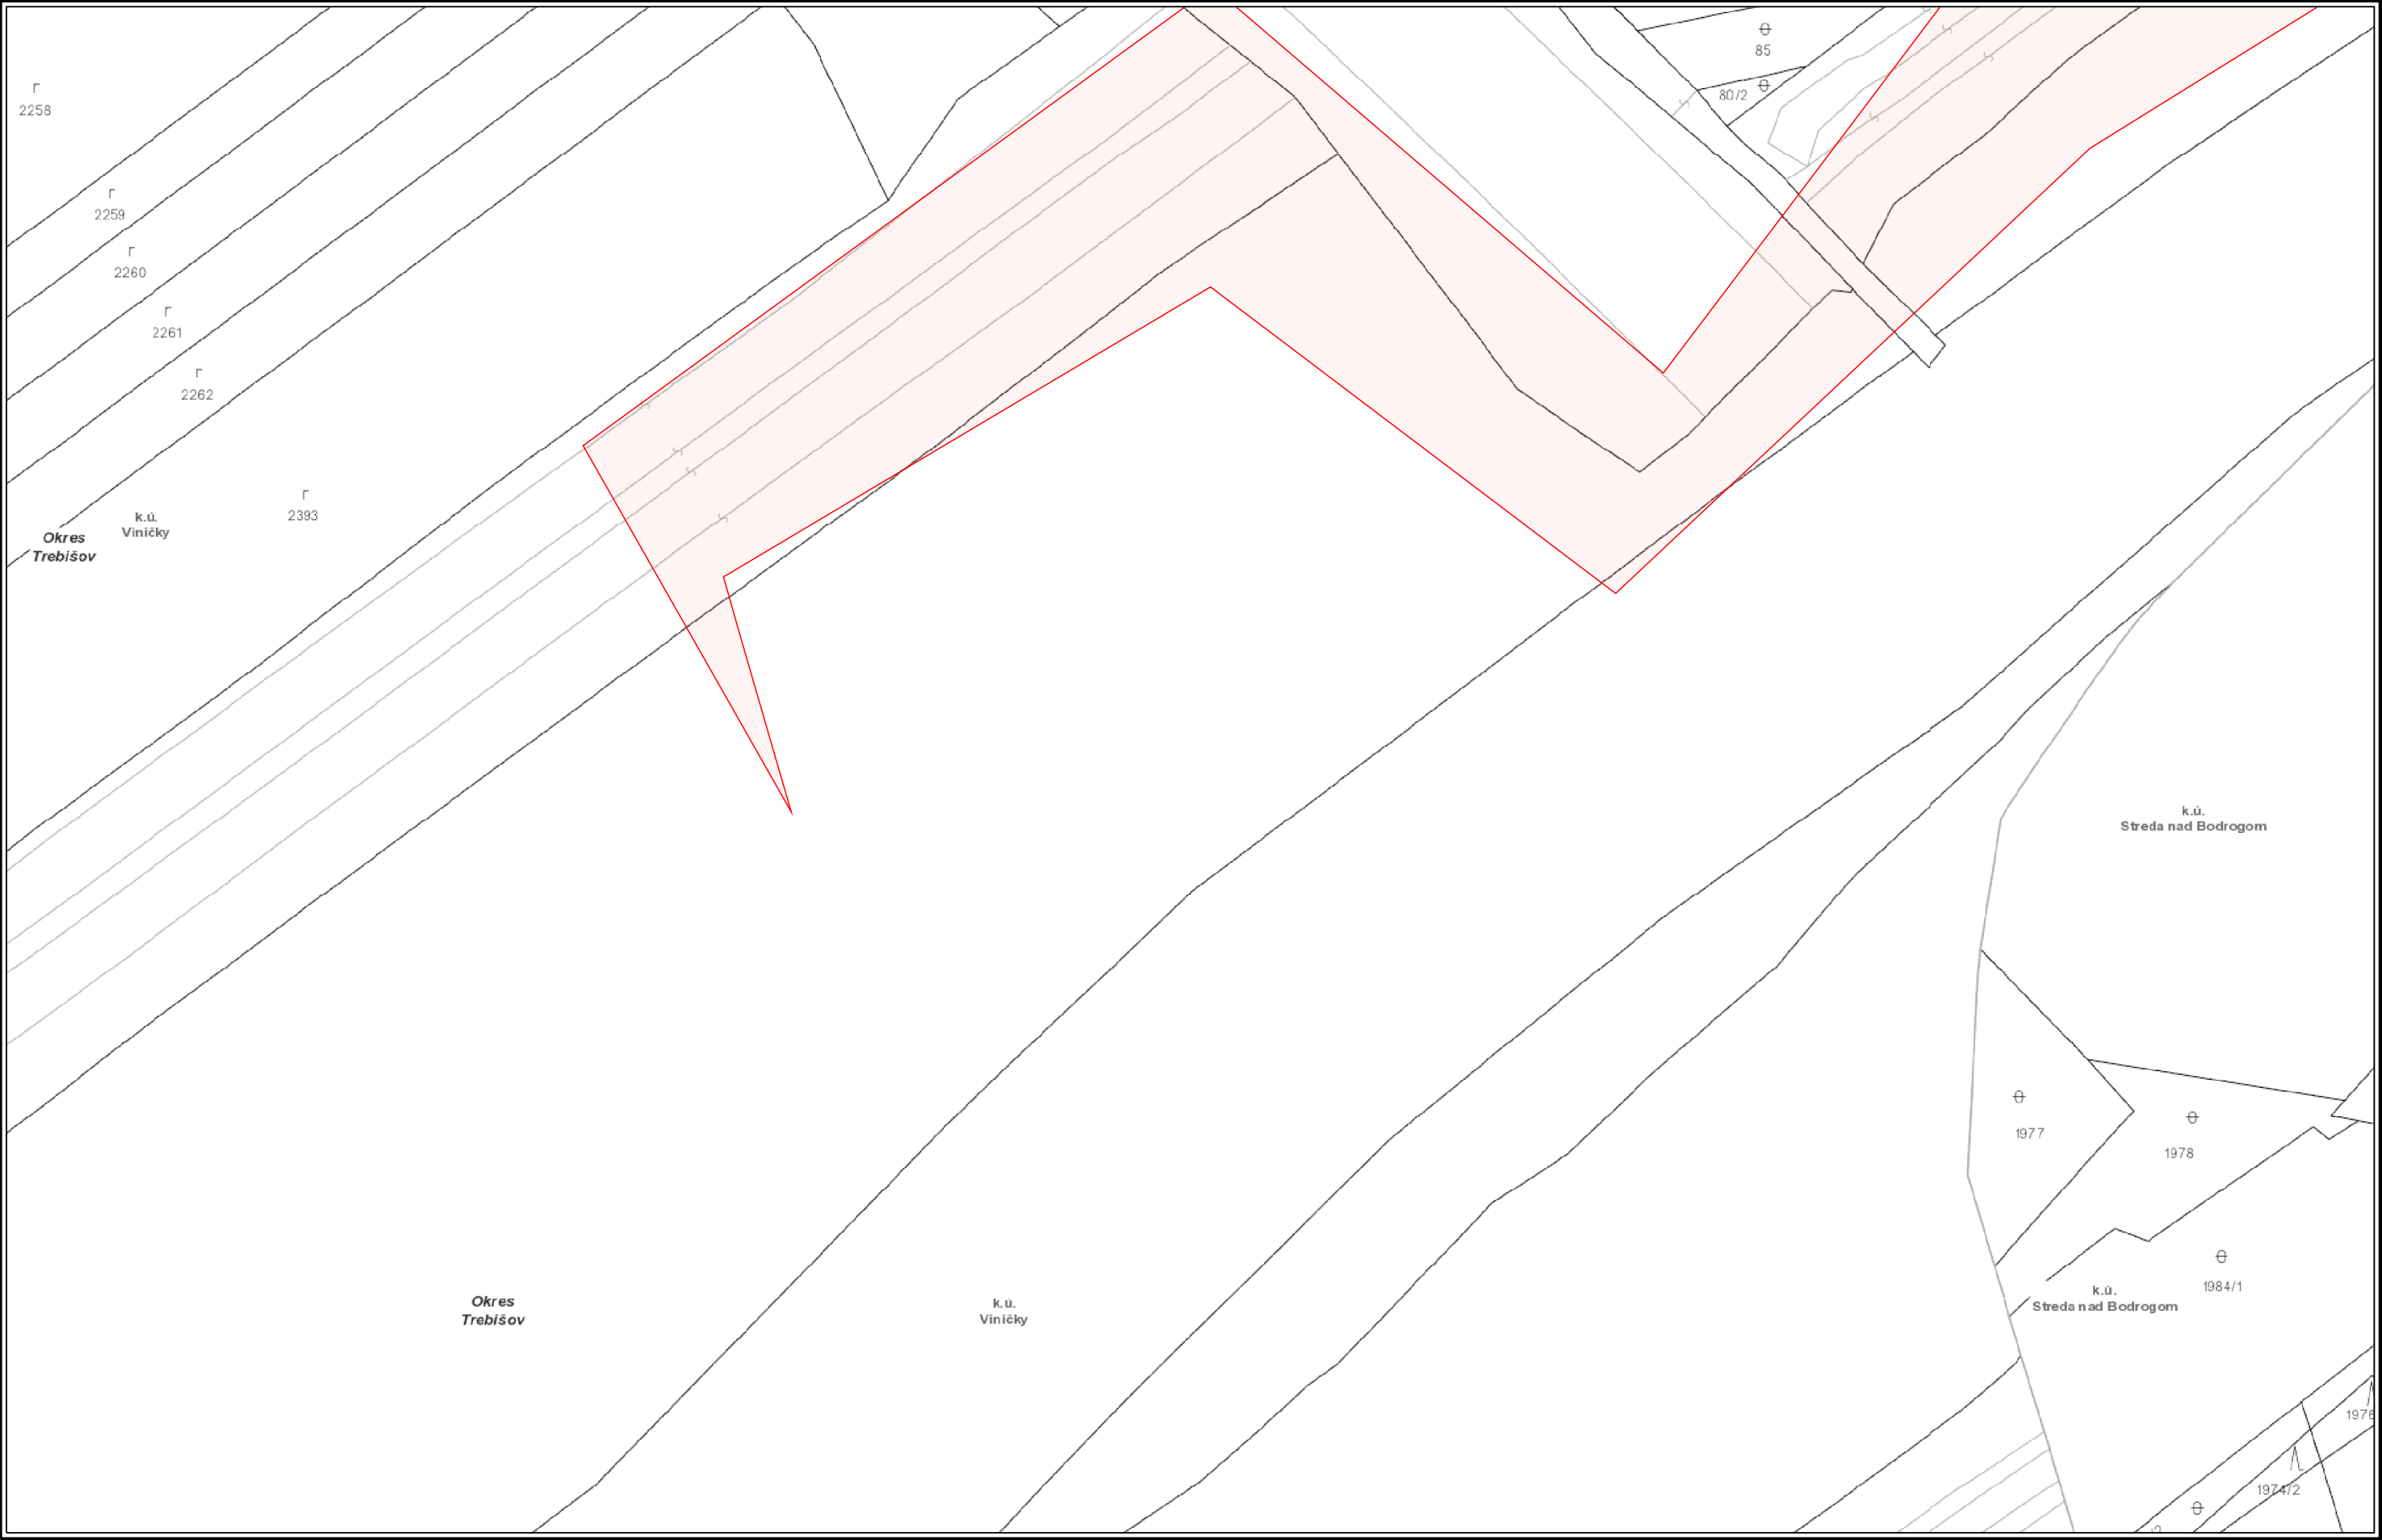 85
80/2
2258
2259
2260
2261
2262
2393
k.ú.
Viničky
Okres
Trebišov
k.ú.
Streda nad Bodrogom
1977
1978
1984/1
k.ú.
Streda nad Bodrogom
Okres
Trebišov
k.ú.
Viničky
1974/2